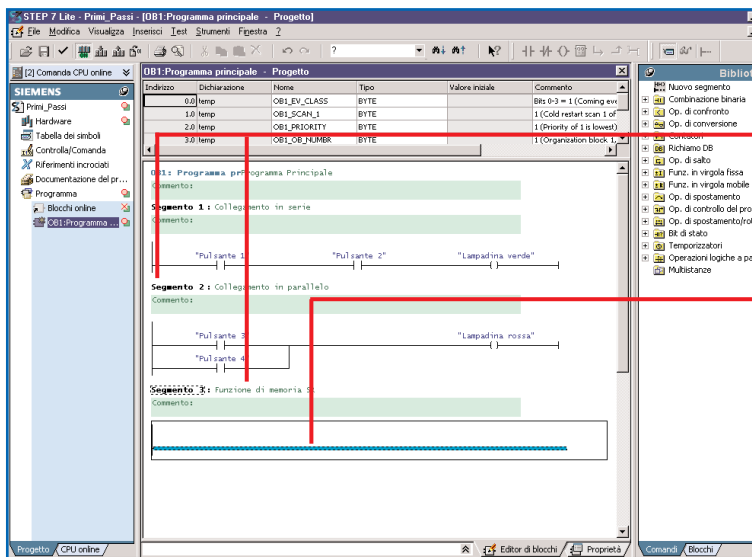 STEP 7 Lite - Primi_Passi - [OB1:Programma principale - Progetto]
File Modifica Visualizza Inserisci Test Strumenti Finestra ?
?
[2] Comanda CPU online
SIEMENS
Primi_Passi
Hardware
Tabella dei simboli
Controlla/Comanda
Riferimenti incrociati
Documentazione del pr...
Programma
Blocchi online
OB1:Programma ...
Progetto
CPU online
OB1:Programma principale - Progetto
Indirizzo Dichiarazione Nome Tipo Valore iniziale Commento
0.0 temp OB1_EV_CLASS BYTE Bits 0-3 = 1 (Coming eve
1.0 temp OB1_SCAN_1 BYTE 1 (Cold restart scan 1 of
2.0 temp OB1_PRIORITY BYTE 1 (Priority of 1 is lowest)
3.0 temp OB1_OB_NUMBR BYTE 1 (Organization block 1,
OB1: Programma prProgramma Principale
Commento:
Segmento 1 : Collegamento in serie
Commento:
"Pulsante 1" "Pulsante 2" "Lampadina verde"
Segmento 2 : Collegamento in parallelo
Commento:
"Pulsante 3" "Lampadina rossa"
"Pulsante 4"
Segmento 3 : Funzione di memoria
Commento:
Editor di blocchi
Proprietà
Bibliot
Nuovo segmento
Combinazione binaria
Op. di confronto
Op. di conversione
Contatori
Richiamo DB
Op. di salto
Funz. in virgola fissa
Funz. in virgola mobile
Op. di spostamento
Op. di controllo del pro
Op. di spostamento/rot
Bit di stato
Temporizzatori
Operazioni logiche a pa
Multistanze
Comandi
Blocchi